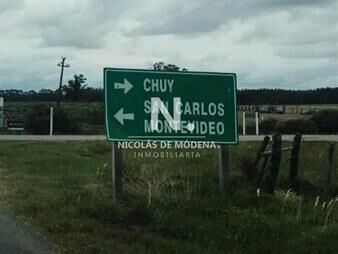 CHUY
SAN CARLOS
MONTEVIDEO
N.
NICOLÁS DE MÓDENA
INMOBILIARIA